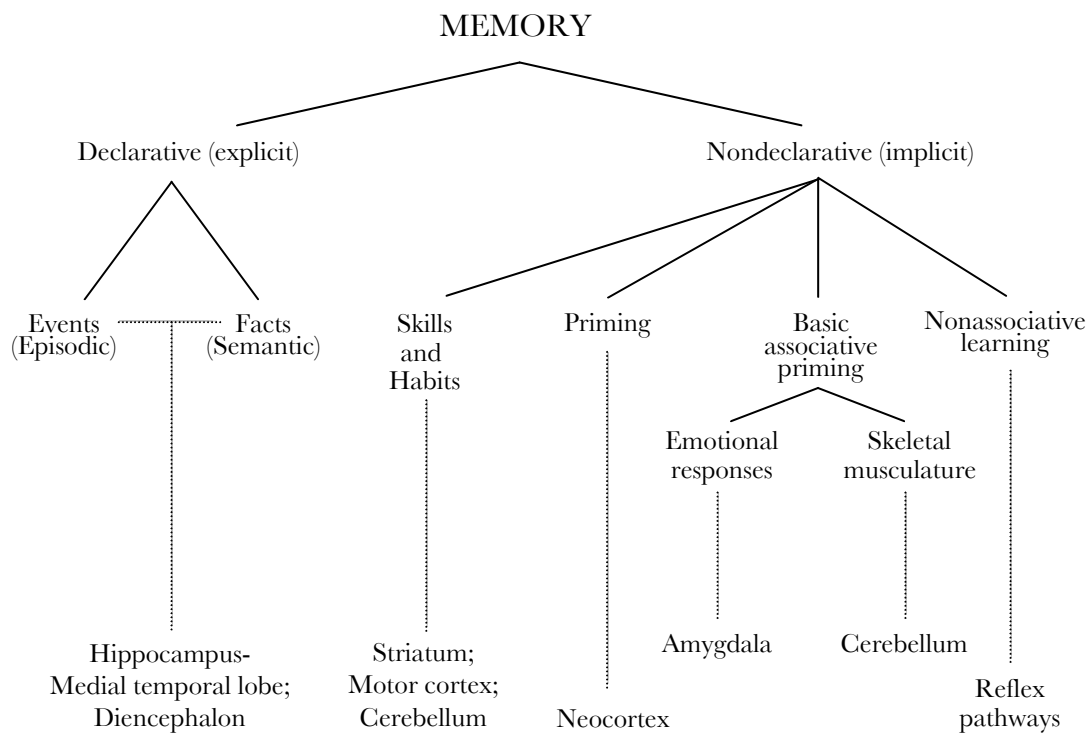 MEMORY
Declarative (explicit)
Nondeclarative (implicit)
Events
(Episodic)
Facts
(Semantic)
Skills
and
Habits
Priming
Basic
associative
priming
Nonassociative
learning
Emotional
responses
Skeletal
musculature
Hippocampus-
Medial temporal lobe;
Diencephalon
Striatum;
Motor cortex;
Cerebellum
Neocortex
Amygdala
Cerebellum
Reflex
pathways